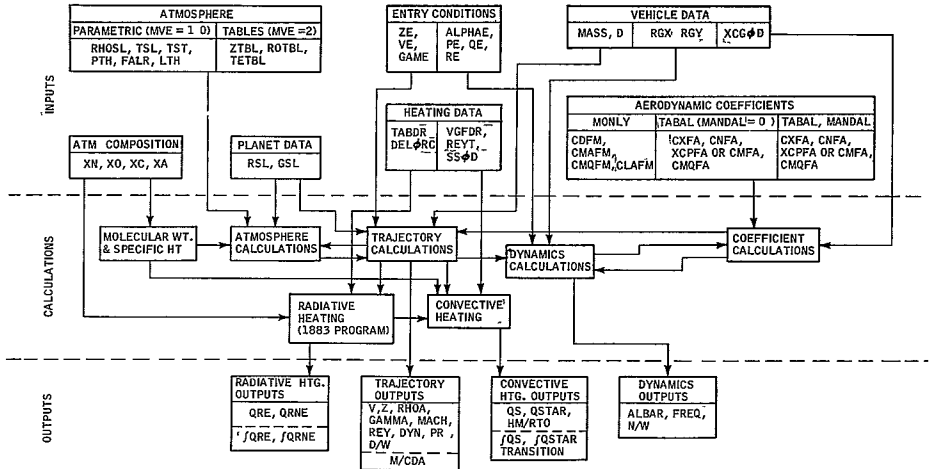 ATMOSPHERE
PARAMETRIC (MVE = 1 0)
TABLES (MVE =2)
RHOSL, TSL, TST,
PTH, FALR, LTH
ZTBL, ROTBL,
TETBL
ENTRY CONDITIONS
ZE,
VE,
GAME
ALPHAE,
PE, QE,
RE
VEHICLE DATA
MASS, D
RGX RGY
XCGϕD
INPUTS
HEATING DATA
TABDR,
DELϕRC
VGFDR,
REYT,
SSϕD
AERODYNAMIC COEFFICIENTS
MONLY
TABAL (MANDAL = 0)
TABAL, MANDAL
CDFM,
CMAFM,
CMQFM, CLAFM
CXFA, CNFA,
XCPFA OR CMFA,
CMQFA
CXFA, CNFA,
XCPFA OR CMFA,
CMQFA
ATM COMPOSITION
XN, XO, XC, XA
PLANET DATA
RSL, GSL
CALCULATIONS
MOLECULAR WT.
& SPECIFIC HT
ATMOSPHERE
CALCULATIONS
TRAJECTORY
CALCULATIONS
DYNAMICS
CALCULATIONS
COEFFICIENT
CALCULATIONS
RADIATIVE
HEATING
(1883 PROGRAM)
CONVECTIVE
HEATING
OUTPUTS
RADIATIVE HTG.
OUTPUTS
QRE, QRNE
∫QRE, ∫QRNE
TRAJECTORY
OUTPUTS
V,Z, RHOA,
GAMMA, MACH,
REY, DYN, PR ,
D/W
M/CDA
CONVECTIVE
HTG. OUTPUTS
QS, QSTAR,
HM/RTO
∫QS, ∫QSTAR
TRANSITION
DYNAMICS
OUTPUTS
ALBAR, FREQ,
N/W